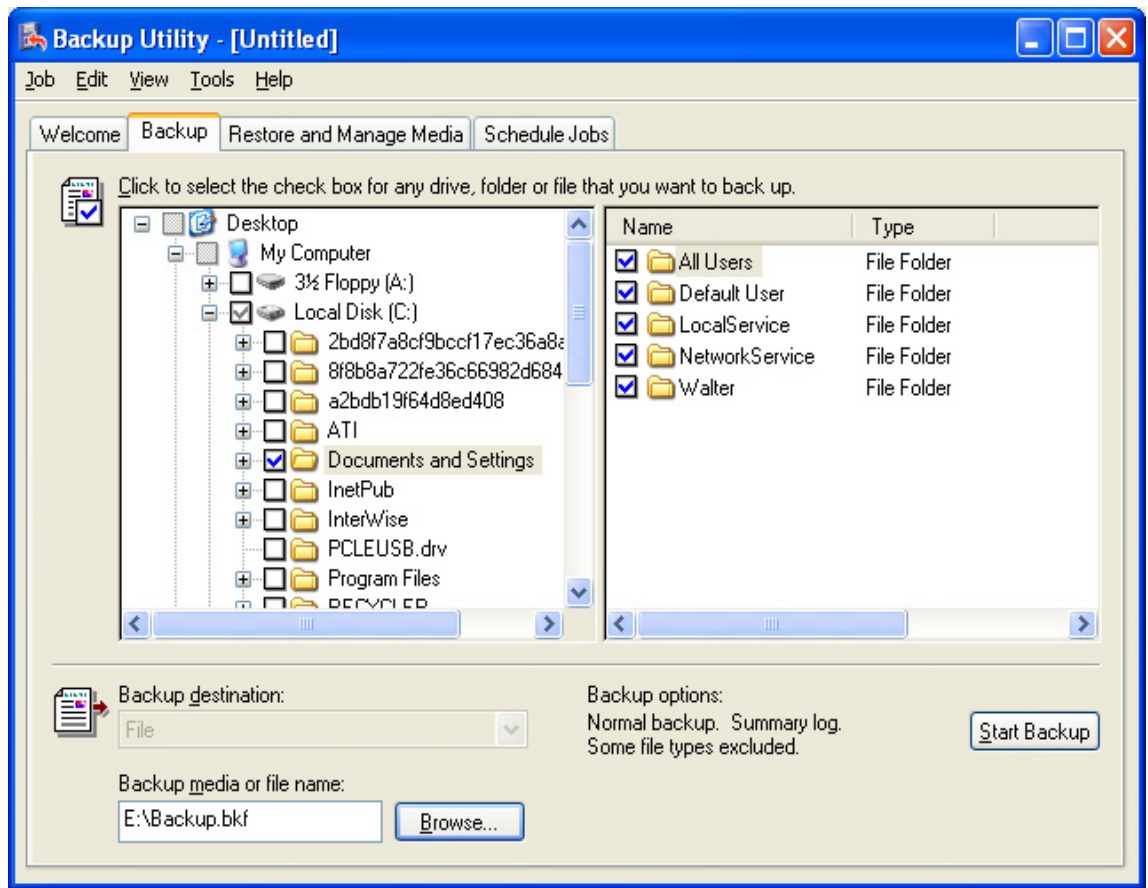 Backup Utility - [Untitled]
Job Edit View Tools Help
Welcome Backup Restore and Manage Media Schedule Jobs
Click to select the check box for any drive, folder or file that you want to back up.
Desktop
My Computer
3½ Floppy (A:)
Local Disk (C:)
2bd8f7a8cf9bccf17ec36a8a
8f8b8a722fe36c66982d684
a2bdb19f64d8ed408
ATI
Documents and Settings
InetPub
InterWise
PCLEUSB.drv
Program Files
RECYCLER
Name Type
All Users File Folder
Default User File Folder
LocalService File Folder
NetworkService File Folder
Walter File Folder
Backup destination:
File
Backup media or file name:
E:\Backup.bkf
Browse...
Backup options:
Normal backup. Summary log.
Some file types excluded.
Start Backup